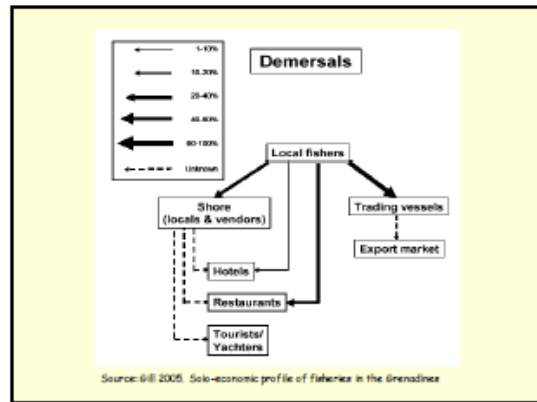 Demersals
1-10%
10-20%
20-40%
40-60%
60-100%
Unknown
Local fishers
Shore
(locals & vendors)
Trading vessels
Export market
Hotels
Restaurants
Tourists/
Yachters
Source: Gill 2005. Soio-economic profile of fisheries in the Grenadines